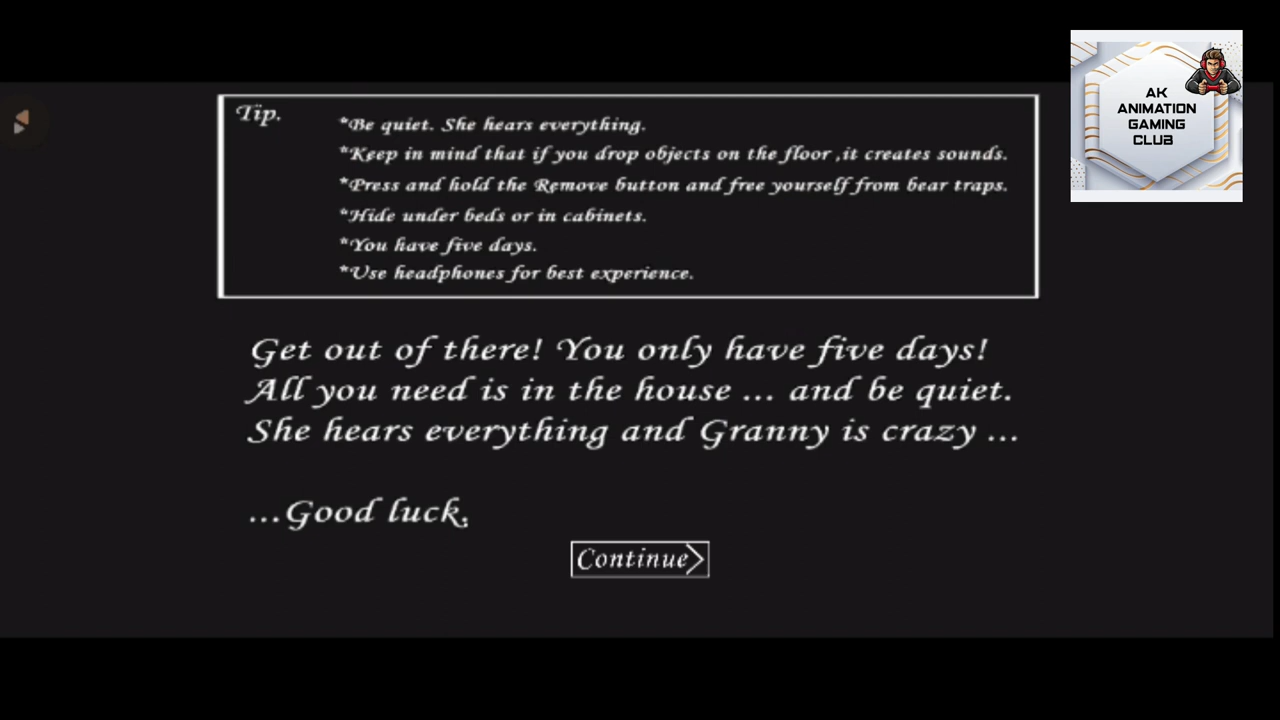 Tip.
*Be quiet. She hears everything.
*Keep in mind that if you drop objects on the floor ,it creates sounds.
*Press and hold the Remove button and free yourself from bear traps.
*Hide under beds or in cabinets.
*You have five days.
*Use headphones for best experience.
Get out of there! You only have five days!
All you need is in the house ... and be quiet.
She hears everything and Granny is crazy ...
...Good luck.
Continue>
AK
ANIMATION
GAMING
CLUB